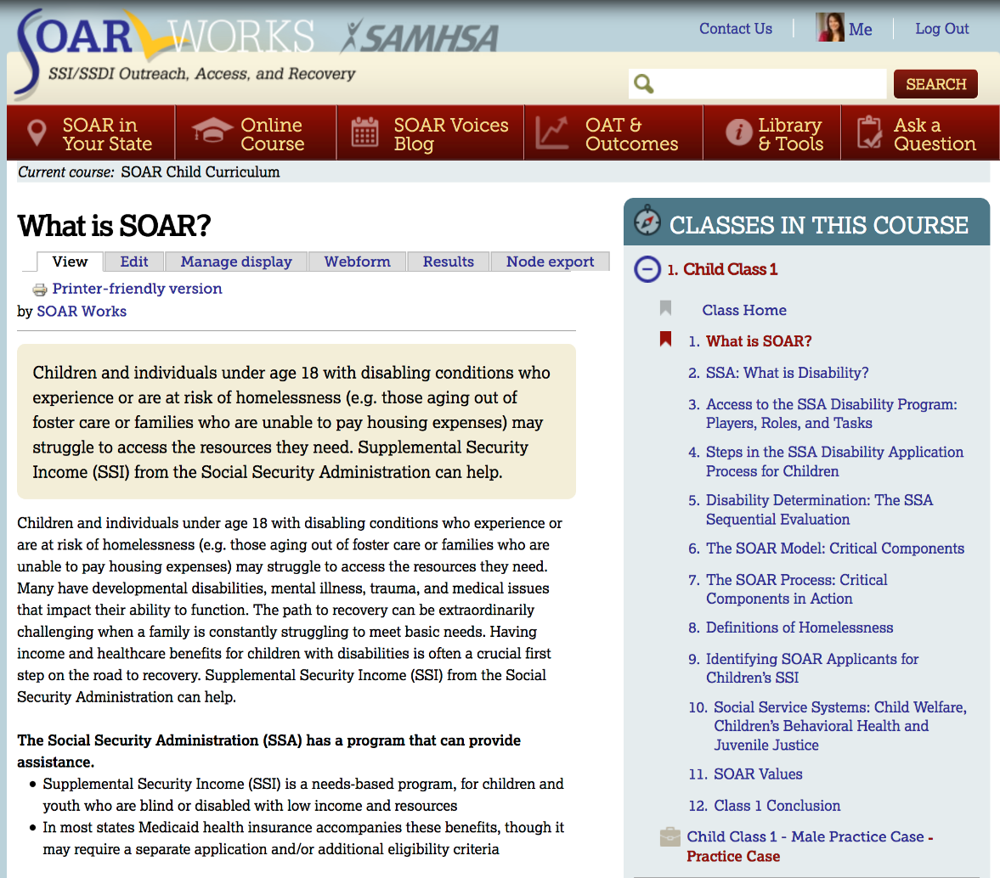 SOAR WORKS SAMHSA
SSI/SSDI Outreach, Access, and Recovery
Contact Us
Me
Log Out
SEARCH
SOAR in
Your State
Online
Course
SOAR Voices
Blog
OAT &
Outcomes
Library
& Tools
Ask a
Question
Current course: SOAR Child Curriculum
What is SOAR?
View Edit Manage display Webform Results Node export
Printer-friendly version
by SOAR Works
Children and individuals under age 18 with disabling conditions who
experience or are at risk of homelessness (e.g. those aging out of
foster care or families who are unable to pay housing expenses) may
struggle to access the resources they need. Supplemental Security
Income (SSI) from the Social Security Administration can help.
Children and individuals under age 18 with disabling conditions who experience or
are at risk of homelessness (e.g. those aging out of foster care or families who are
unable to pay housing expenses) may struggle to access the resources they need.
Many have developmental disabilities, mental illness, trauma, and medical issues
that impact their ability to function. The path to recovery can be extraordinarily
challenging when a family is constantly struggling to meet basic needs. Having
income and healthcare benefits for children with disabilities is often a crucial first
step on the road to recovery. Supplemental Security Income (SSI) from the Social
Security Administration can help.
The Social Security Administration (SSA) has a program that can provide
assistance.
• Supplemental Security Income (SSI) is a needs-based program, for children and
youth who are blind or disabled with low income and resources
• In most states Medicaid health insurance accompanies these benefits, though it
may require a separate application and/or additional eligibility criteria
CLASSES IN THIS COURSE
1. Child Class 1
Class Home
1. What is SOAR?
2. SSA: What is Disability?
3. Access to the SSA Disability Program:
Players, Roles, and Tasks
4. Steps in the SSA Disability Application
Process for Children
5. Disability Determination: The SSA
Sequential Evaluation
6. The SOAR Model: Critical Components
7. The SOAR Process: Critical
Components in Action
8. Definitions of Homelessness
9. Identifying SOAR Applicants for
Children's SSI
10. Social Service Systems: Child Welfare,
Children's Behavioral Health and
Juvenile Justice
11. SOAR Values
12. Class 1 Conclusion
Child Class 1 - Male Practice Case -
Practice Case